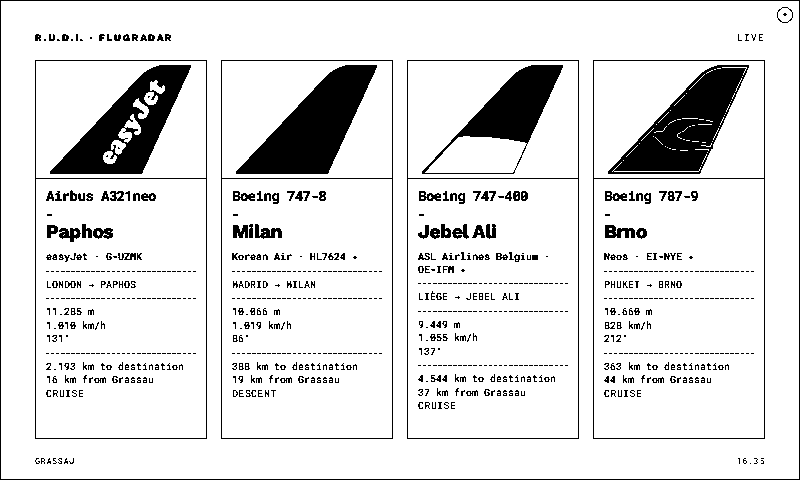 R.U.D.I. · FLUGRADAR
LIVE
easyJet
Airbus A321neo
–
Paphos
easyJet · G-UZMK
LONDON → PAPHOS
11.285 m
1.010 km/h
131°
2.193 km to destination
16 km from Grassau
CRUISE
Boeing 747-8
–
Milan
Korean Air · HL7624 ✦
MADRID → MILAN
10.066 m
1.019 km/h
86°
388 km to destination
19 km from Grassau
DESCENT
Boeing 747-400
–
Jebel Ali
ASL Airlines Belgium ·
OE-IFM ✦
LIÈGE → JEBEL ALI
9.449 m
1.055 km/h
137°
4.544 km to destination
37 km from Grassau
CRUISE
Boeing 787-9
–
Brno
Neos · EI-NYE ✦
PHUKET → BRNO
10.660 m
828 km/h
212°
363 km to destination
44 km from Grassau
CRUISE
GRASSAU
16.35